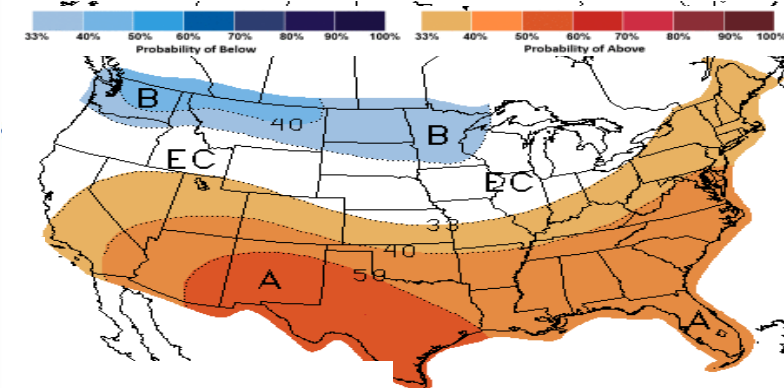 33% 40% 50% 60% 70% 80% 90% 100% 33% 40% 50% 60% 70% 80% 90% 100%
Probability of Below Probability of Above
B
40
B
EC
EC
33
40
50
A
A